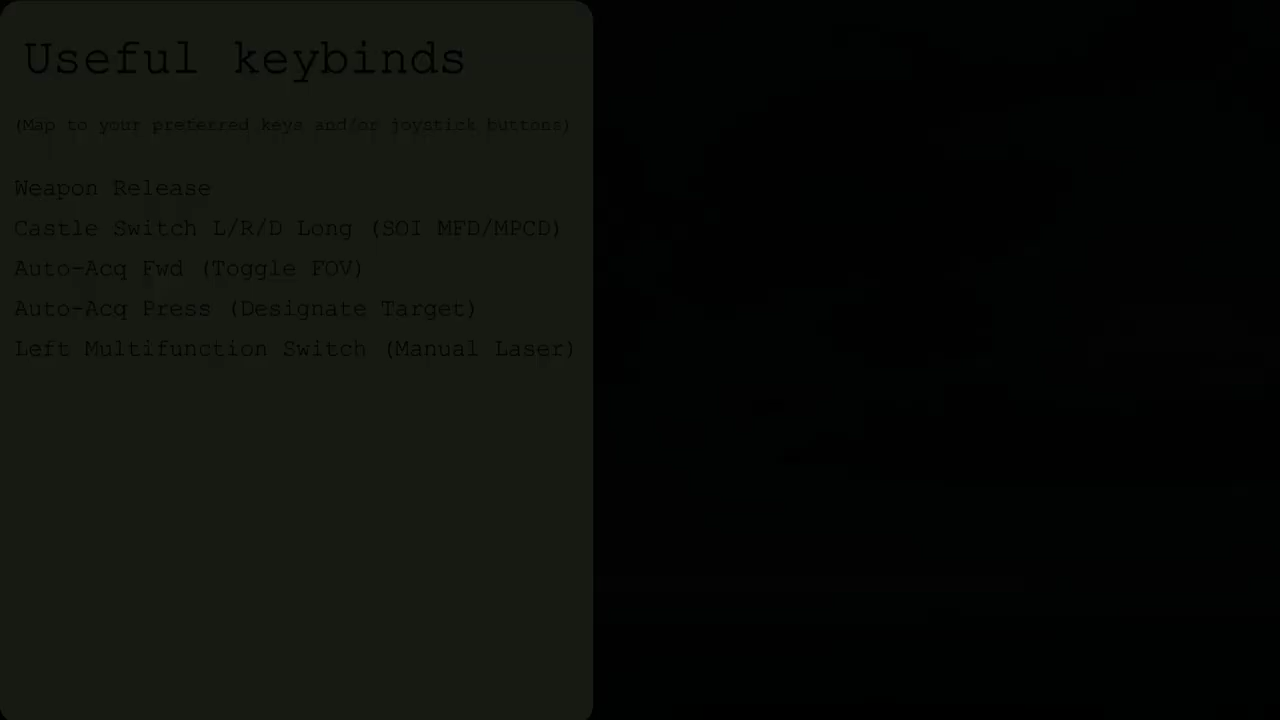 Useful keybinds
(Map to your preferred keys and/or joystick buttons)
Weapon Release
Castle Switch L/R/D Long (SOI MFD/MPCD)
Auto-Acq Fwd (Toggle FOV)
Auto-Acq Press (Designate Target)
Left Multifunction Switch (Manual Laser)